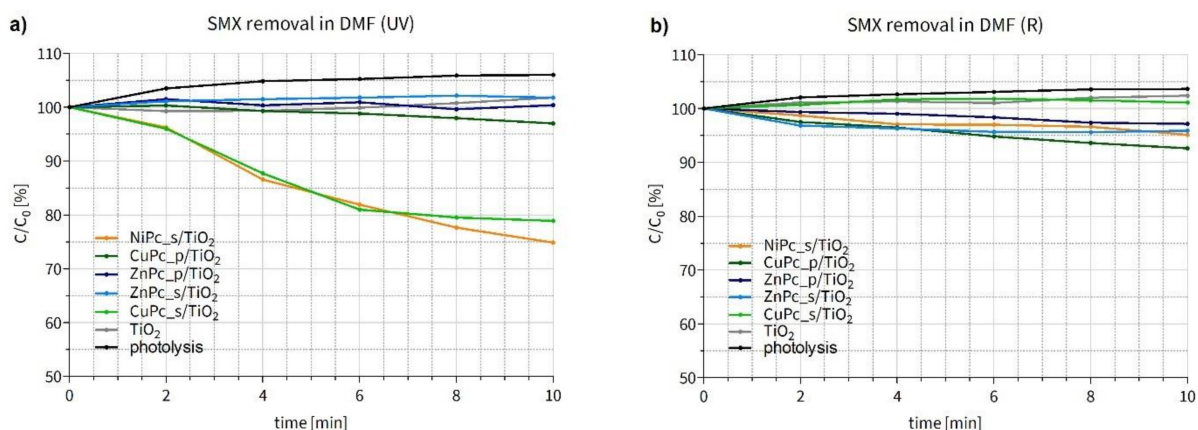 a)
SMX removal in DMF (UV)
110
100
90
80
70
60
50
C/C₀ [%]
NiPc_s/TiO₂
CuPc_p/TiO₂
ZnPc_p/TiO₂
ZnPc_s/TiO₂
CuPc_s/TiO₂
TiO₂
photolysis
0 2 4 6 8 10
time [min]
b)
SMX removal in DMF (R)
110
100
90
80
70
60
50
C/C₀ [%]
NiPc_s/TiO₂
CuPc_p/TiO₂
ZnPc_p/TiO₂
ZnPc_s/TiO₂
CuPc_s/TiO₂
TiO₂
photolysis
0 2 4 6 8 10
time [min]